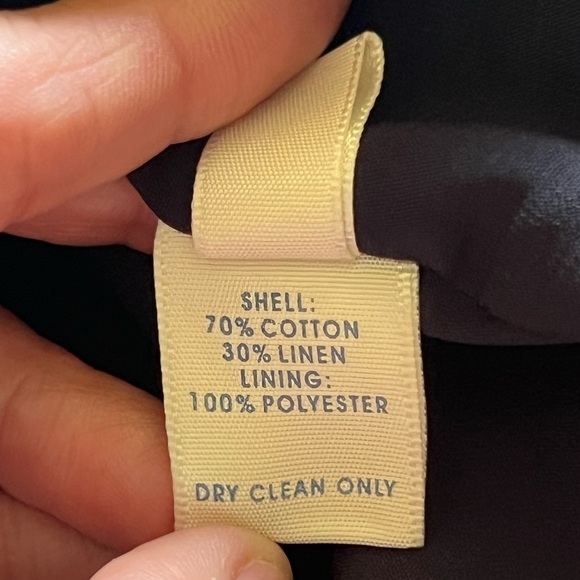 SHELL:
70% COTTON
30% LINEN
LINING:
100% POLYESTER
DRY CLEAN ONLY